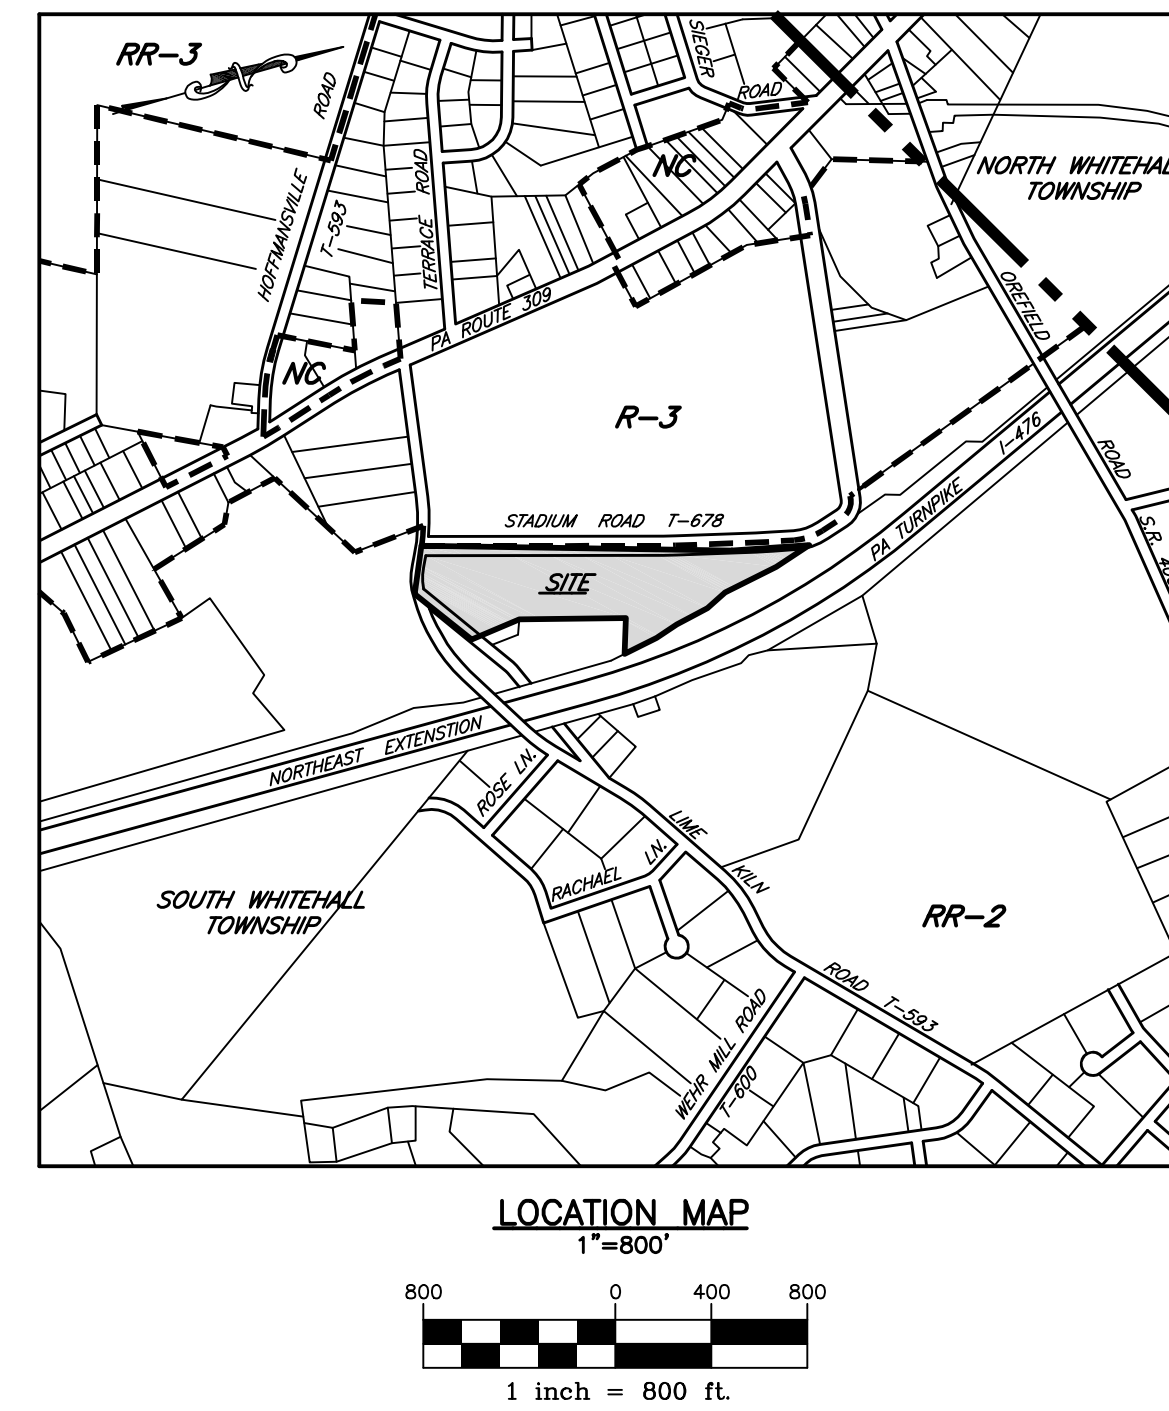 RR-3
SIEGER
ROAD
ROAD
NC
NORTH WHITEHAL
TOWNSHIP
HOFFMANSVILLE
T-593
TERRACE ROAD
OREFIELD
PA ROUTE 309
NC
R-3
I-476
ROAD
PA TURNPIKE
STADIUM ROAD T-678
S.R. 40
SITE
NORTHEAST EXTENSTION
ROSE LN.
LIME
KILN
RACHAEL LN.
SOUTH WHITEHALL
TOWNSHIP
RR-2
ROAD T-593
WEHR MILL ROAD
T-600
LOCATION MAP
1"=800'
800 0 400 800
1 inch = 800 ft.